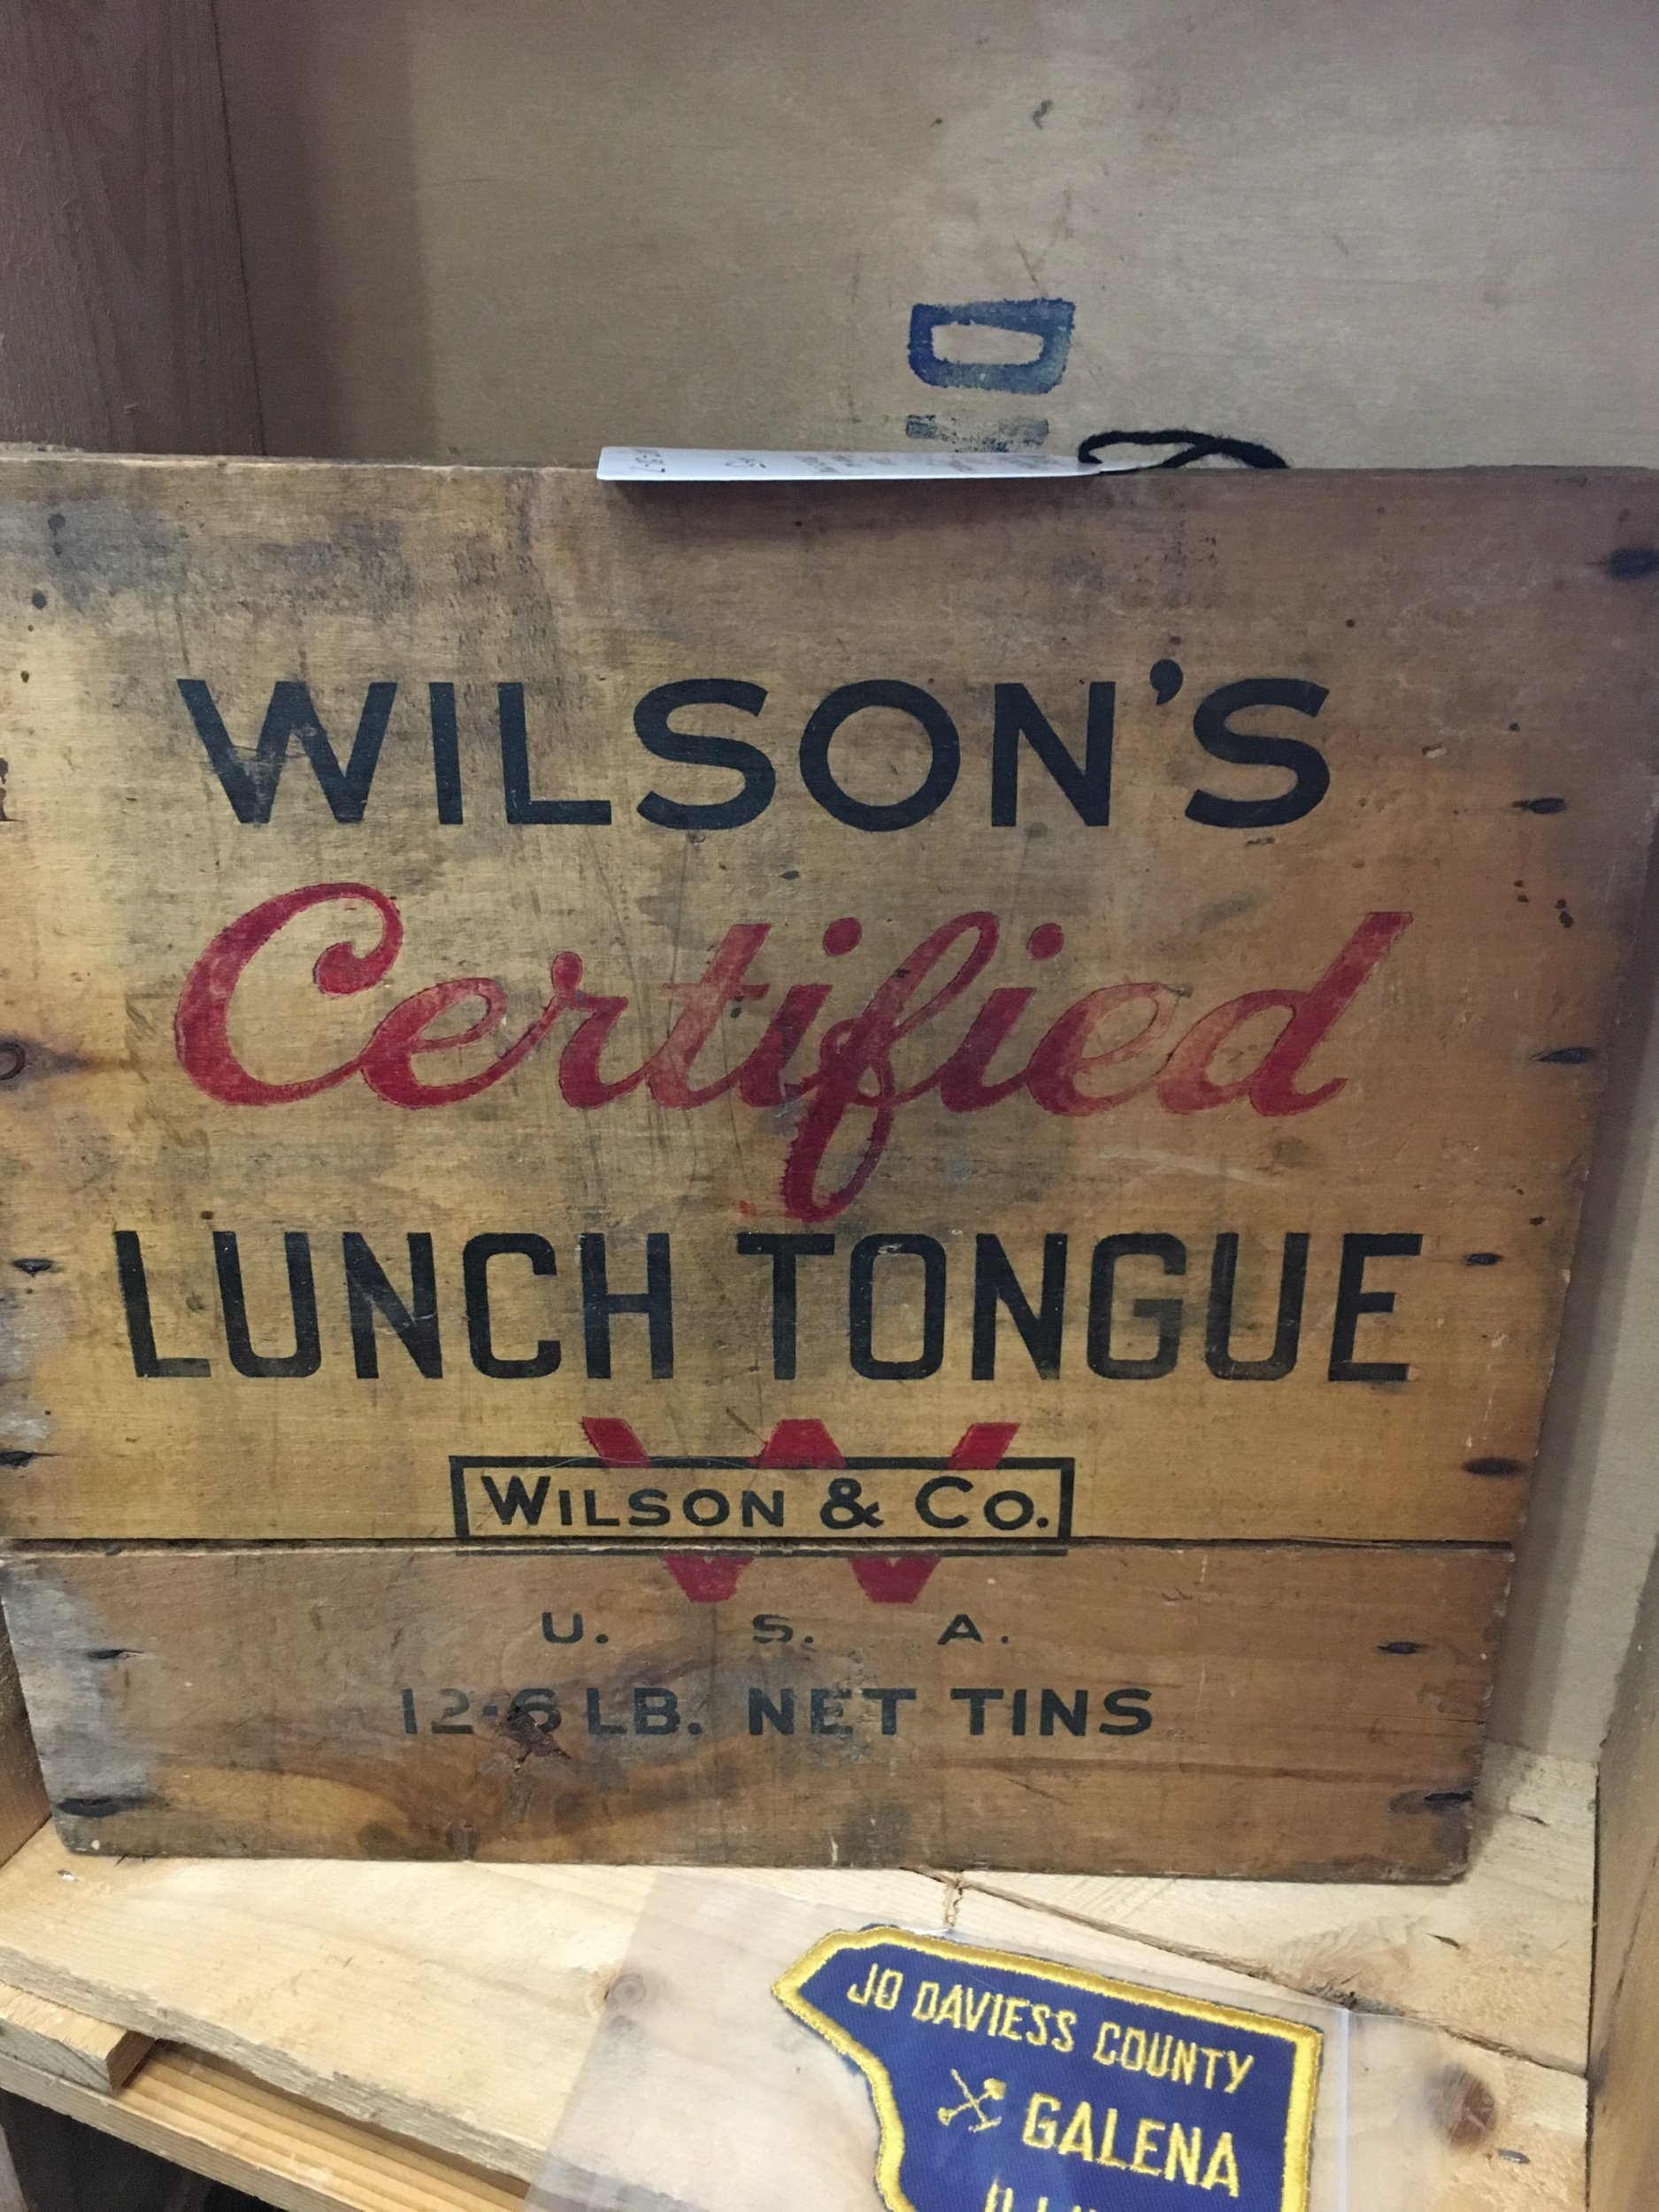 WILSON'S
Certified
LUNCH TONGUE
WILSON & CO.
U. S. A.
12-6 LB. NET TINS
JO DAVIESS COUNTY
GALENA